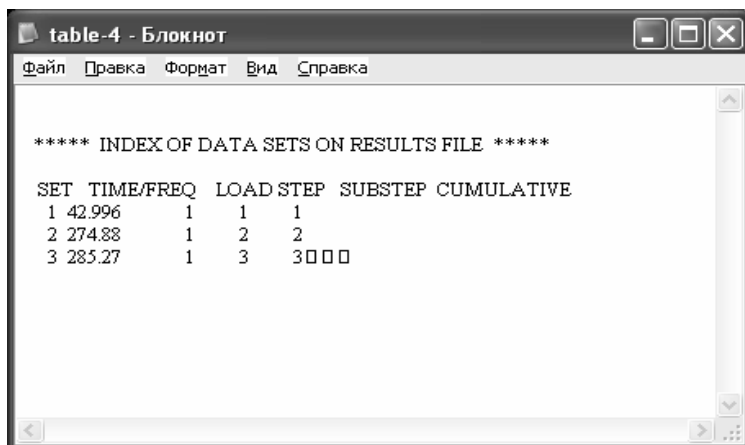 table-4 - Блокнот
Файл Правка Формат Вид Справка
***** INDEX OF DATA SETS ON RESULTS FILE *****
SET TIME/FREQ LOAD STEP SUBSTEP CUMULATIVE
1 42.996 1 1 1
2 274.88 1 2 2
3 285.27 1 3 3▯▯▯